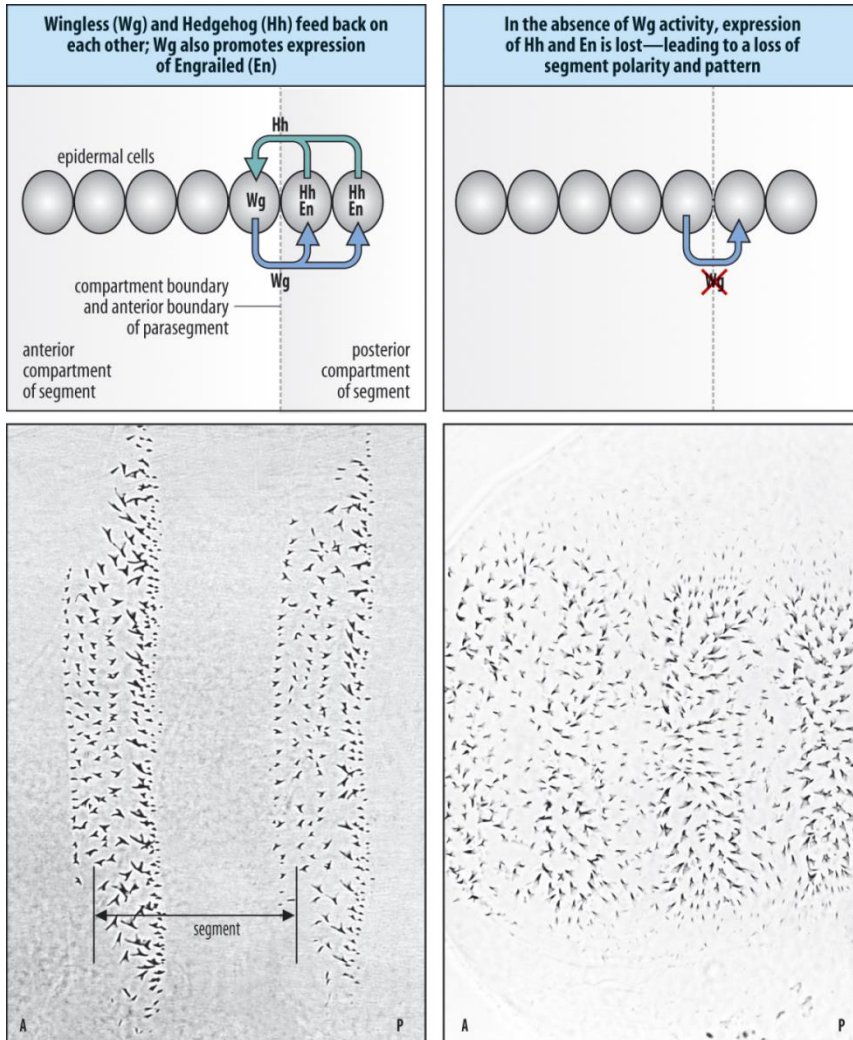 Wingless (Wg) and Hedgehog (Hh) feed back on
each other; Wg also promotes expression
of Engrailed (En)
Hh
epidermal cells
Wg
Hh
En
Hh
En
Wg
compartment boundary
and anterior boundary
of parasegment
anterior
compartment
of segment
posterior
compartment
of segment
In the absence of Wg activity, expression
of Hh and En is lost—leading to a loss of
segment polarity and pattern
Wg
segment
A
P
A
P